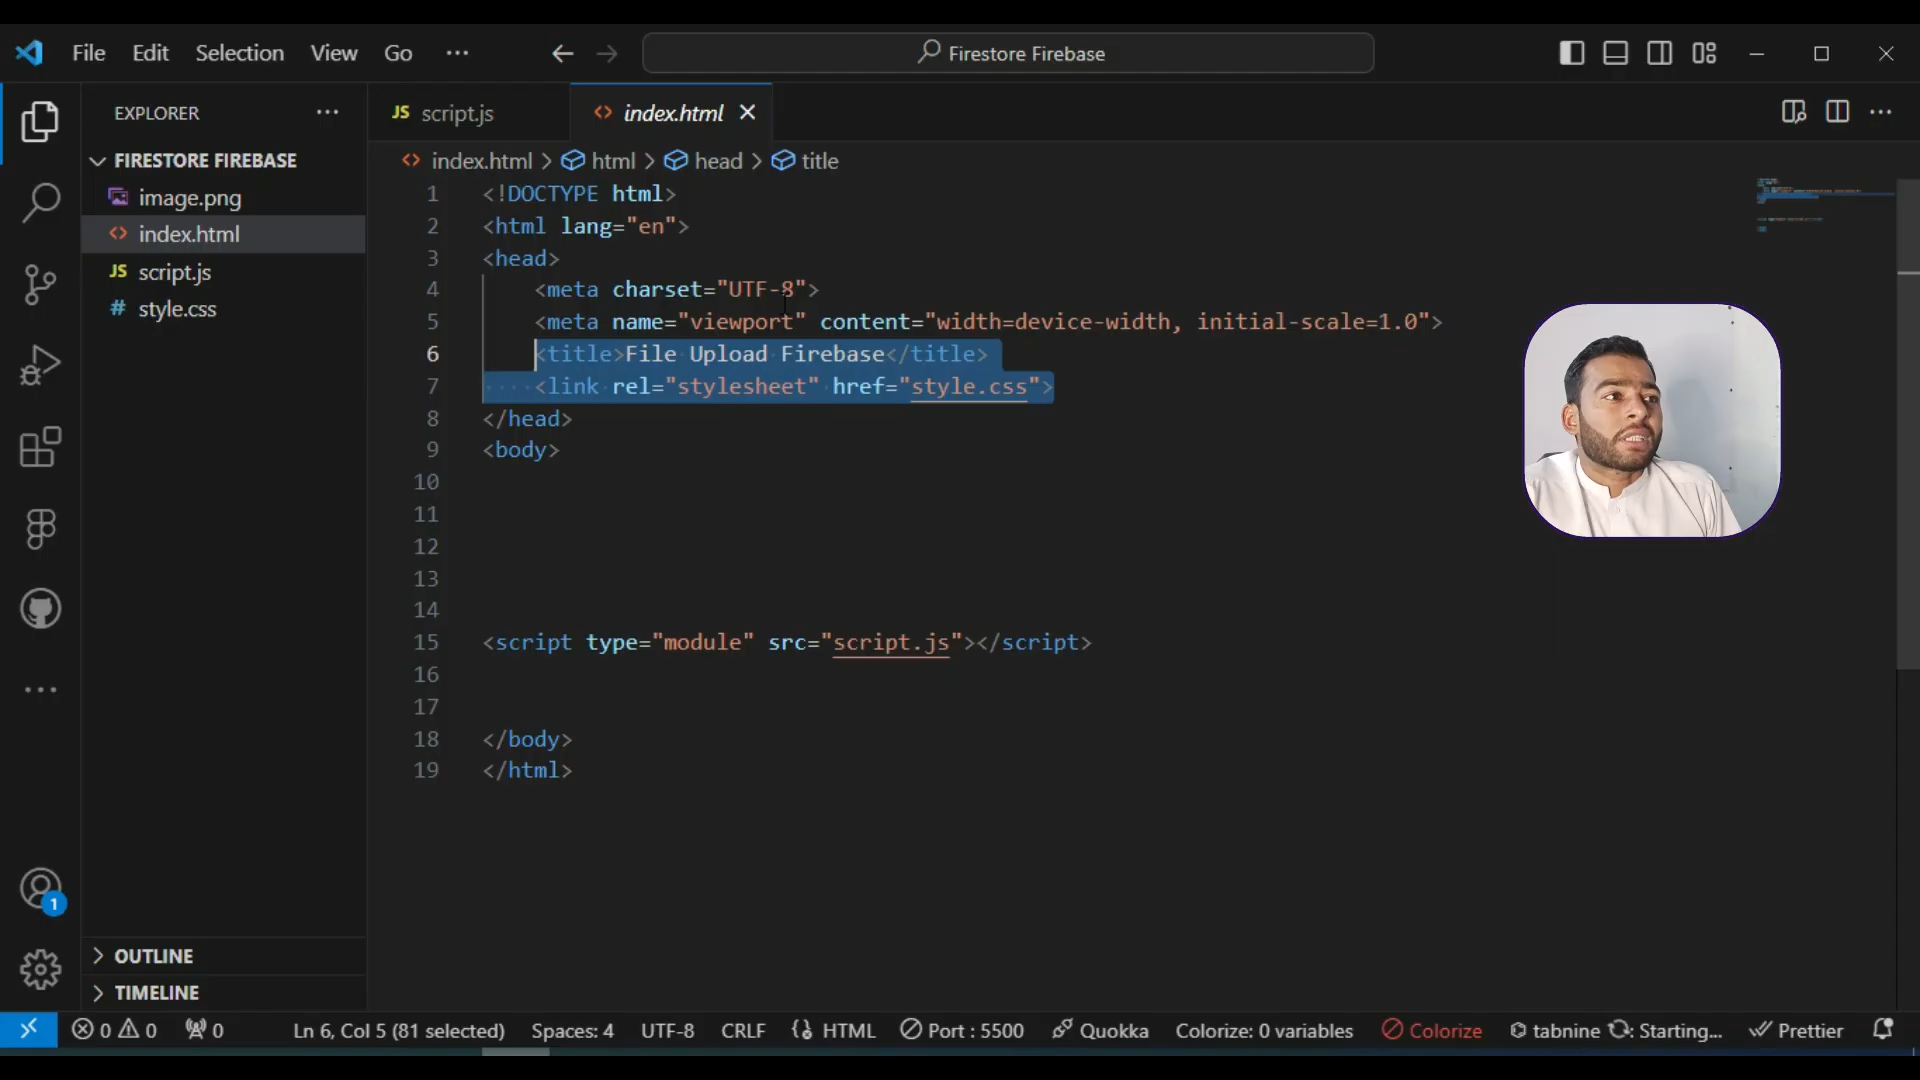 File Edit Selection View Go ··· Firestore Firebase
EXPLORER ···
JS script.js
<> index.html
FIRESTORE FIREBASE
image.png
<> index.html
JS script.js
# style.css
<> index.html > html > head > title
1 <!DOCTYPE html>
2 <html lang="en">
3 <head>
4 <meta charset="UTF-8">
5 <meta name="viewport" content="width=device-width, initial-scale=1.0">
6 <title>File Upload Firebase</title>
7 <link rel="stylesheet" href="style.css">
8 </head>
9 <body>
10
11
12
13
14
15 <script type="module" src="script.js"></script>
16
17
18 </body>
19 </html>
1
OUTLINE
TIMELINE
0 0 0 Ln 6, Col 5 (81 selected) Spaces: 4 UTF-8 CRLF {} HTML Port : 5500 Quokka Colorize: 0 variables Colorize tabnine : Starting... Prettier